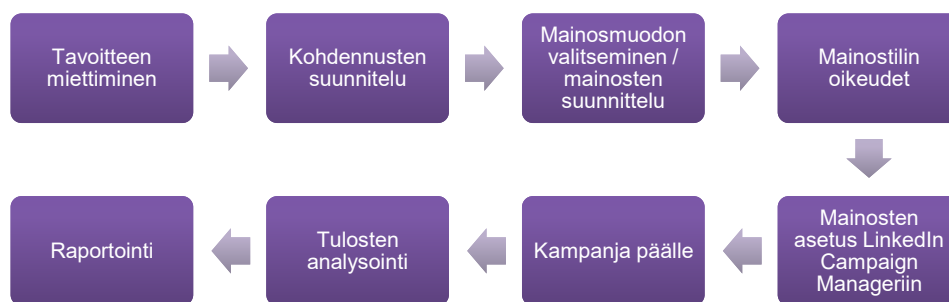 Tavoitteen
miettiminen
Kohdennusten
suunnitelu
Mainosmuodon
valitseminen /
mainosten
suunnittelu
Mainostilin
oikeudet
Mainosten
asetus LinkedIn
Campaign
Manageriin
Kampanja päälle
Tulosten
analysointi
Raportointi